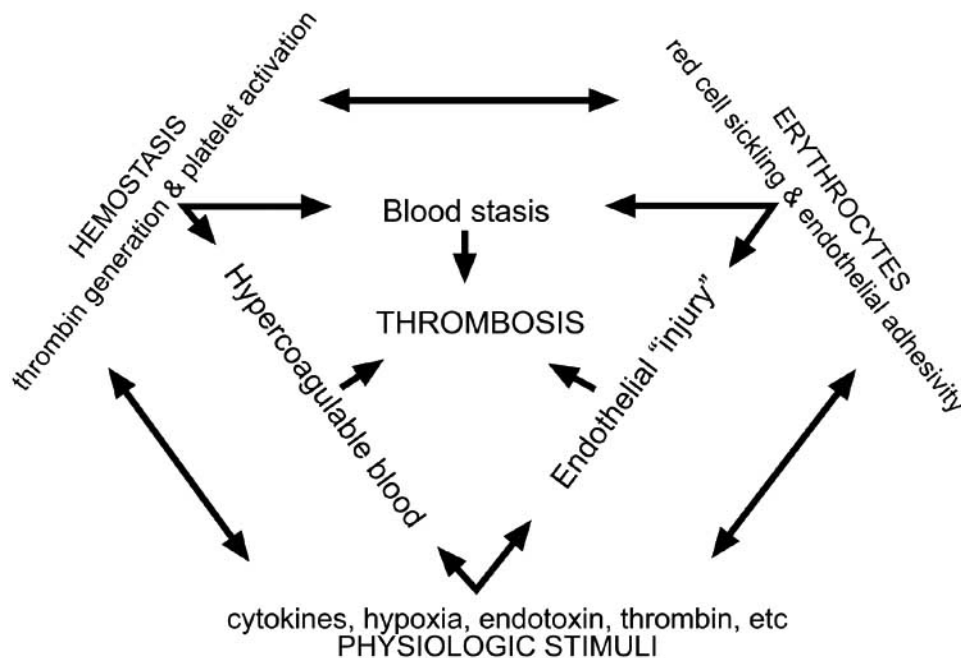 HEMOSTASIS
thrombin generation & platelet activation
red cell sickling & endothelial adhesivity
ERYTHROCYTES
Blood stasis
THROMBOSIS
Hypercoagulable blood
Endothelial “injury”
cytokines, hypoxia, endotoxin, thrombin, etc
PHYSIOLOGIC STIMULI